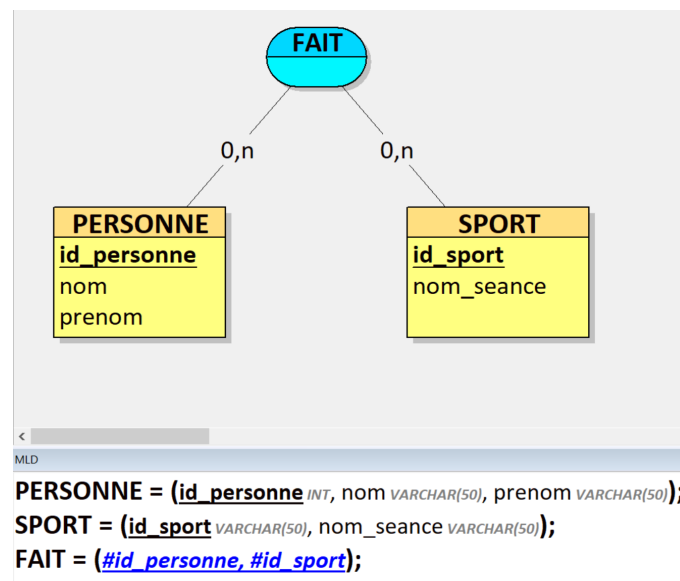 FAIT
0,n 0,n
PERSONNE SPORT
id_personne id_sport
nom nom_seance
prenom
MLD
PERSONNE = (id_personne INT, nom VARCHAR(50), prenom VARCHAR(50));
SPORT = (id_sport VARCHAR(50), nom_seance VARCHAR(50));
FAIT = (#id_personne, #id_sport);